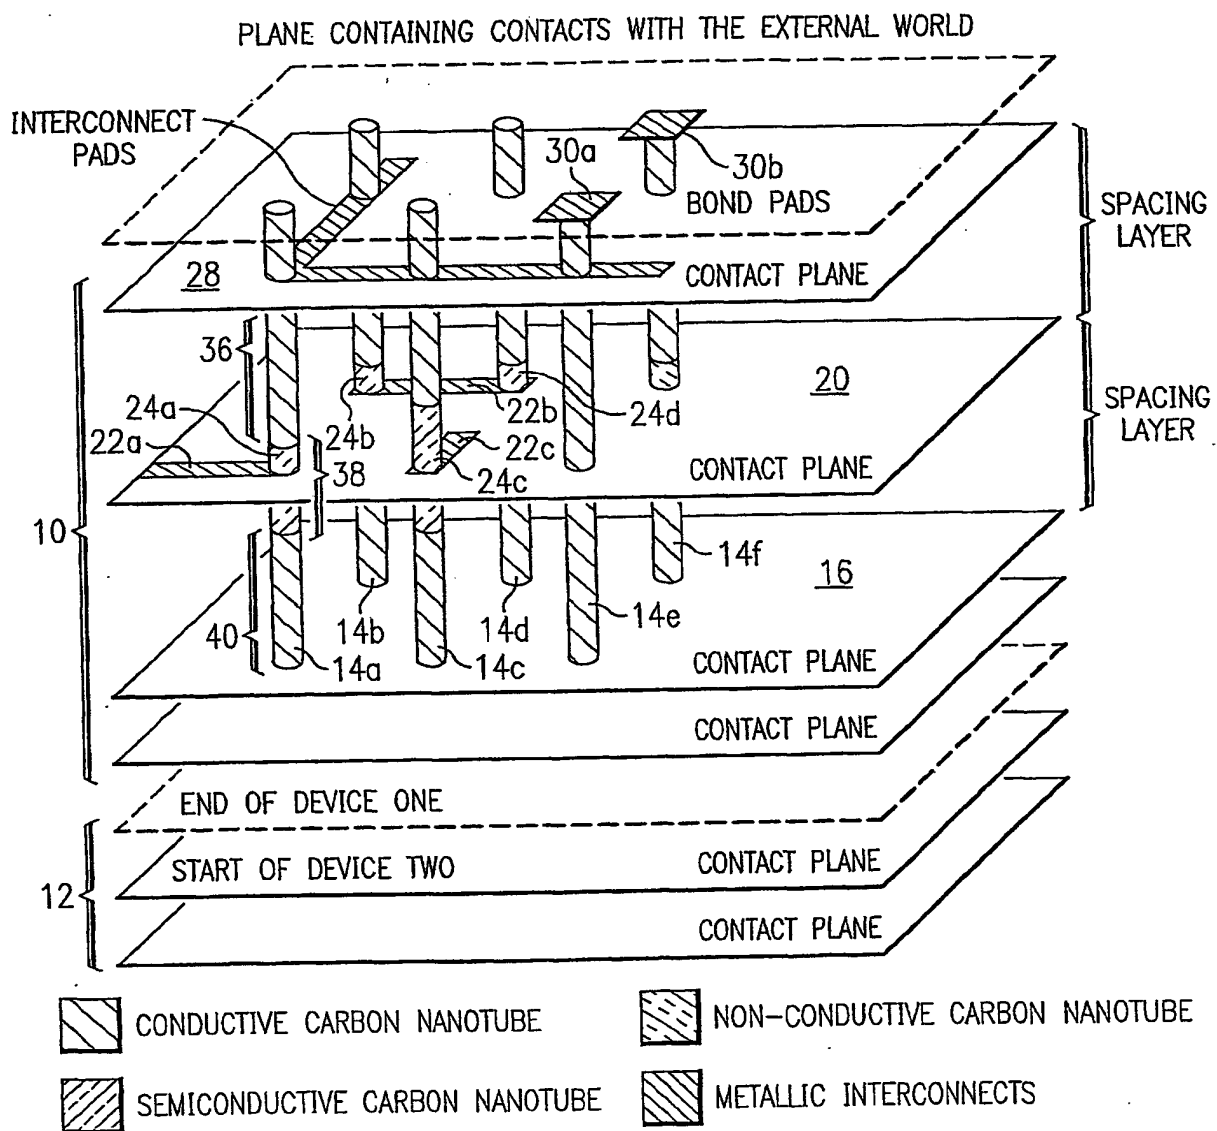 PLANE CONTAINING CONTACTS WITH THE EXTERNAL WORLD
INTERCONNECT
PADS
30a
30b
BOND PADS
SPACING
LAYER
28
CONTACT PLANE
36
20
24a
24b
22b
24d
SPACING
LAYER
22a
22c
38
24c
CONTACT PLANE
10
14f
16
40
14b
14d
14e
14a
14c
CONTACT PLANE
CONTACT PLANE
END OF DEVICE ONE
START OF DEVICE TWO
CONTACT PLANE
12
CONTACT PLANE
CONDUCTIVE CARBON NANOTUBE
NON-CONDUCTIVE CARBON NANOTUBE
SEMICONDUCTIVE CARBON NANOTUBE
METALLIC INTERCONNECTS